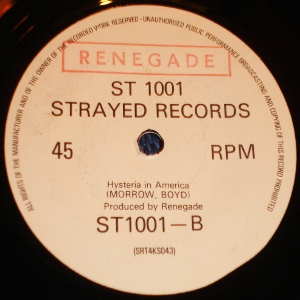 ALL RIGHTS OF THE MANUFACTURER AND OF THE OWNER OF THE RECORDED WORK RESERVED - UNAUTHORISED PUBLIC PERFORMANCE BROADCASTING AND COPYING OF THIS RECORD PROHIBITED
RENEGADE
ST 1001
STRAYED RECORDS
45 RPM
Hysteria in America
(MORROW, BOYD)
Produced by Renegade
ST1001-B
(SRT4KS043)